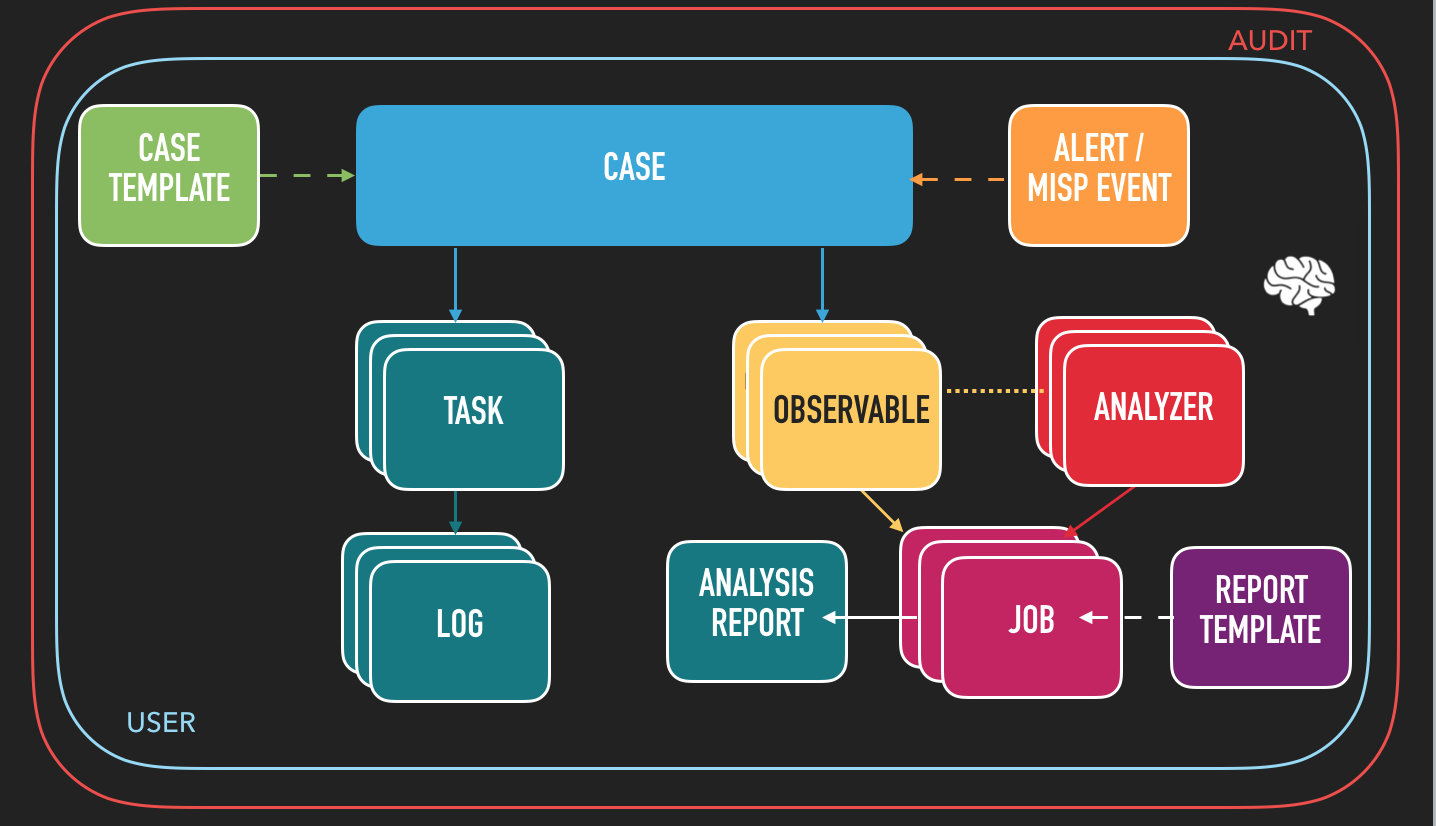 AUDIT
CASE
TEMPLATE
CASE
ALERT /
MISP EVENT
TASK
OBSERVABLE
ANALYZER
LOG
ANALYSIS
REPORT
JOB
REPORT
TEMPLATE
USER